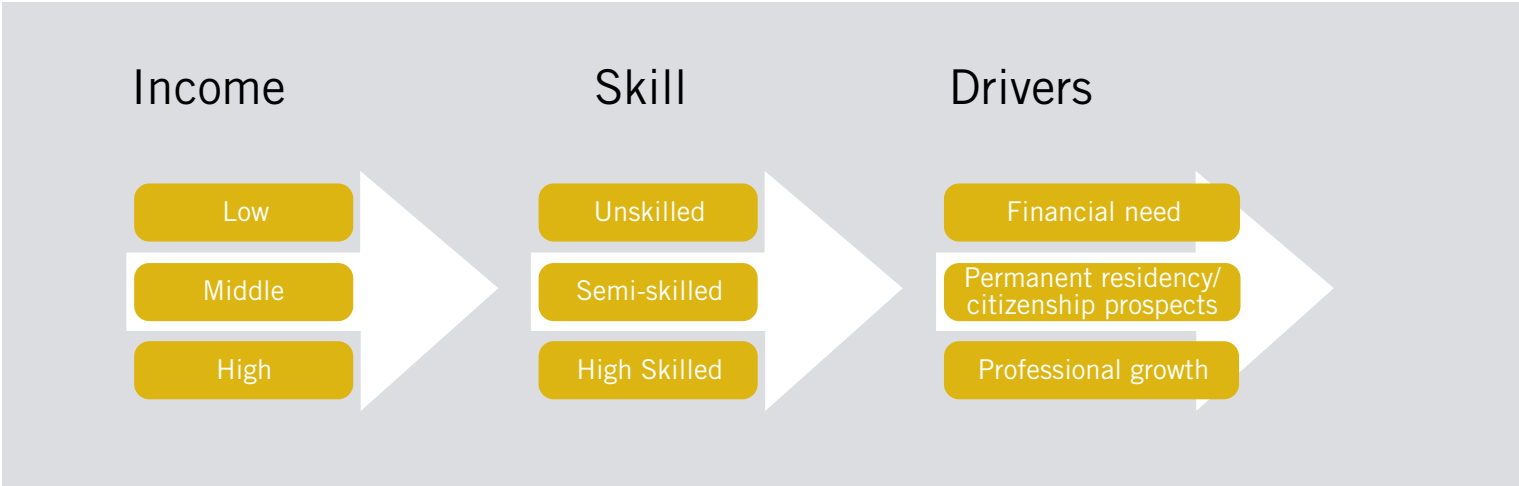 Income
Low
Middle
High
Skill
Unskilled
Semi-skilled
High Skilled
Drivers
Financial need
Permanent residency/
citizenship prospects
Professional growth